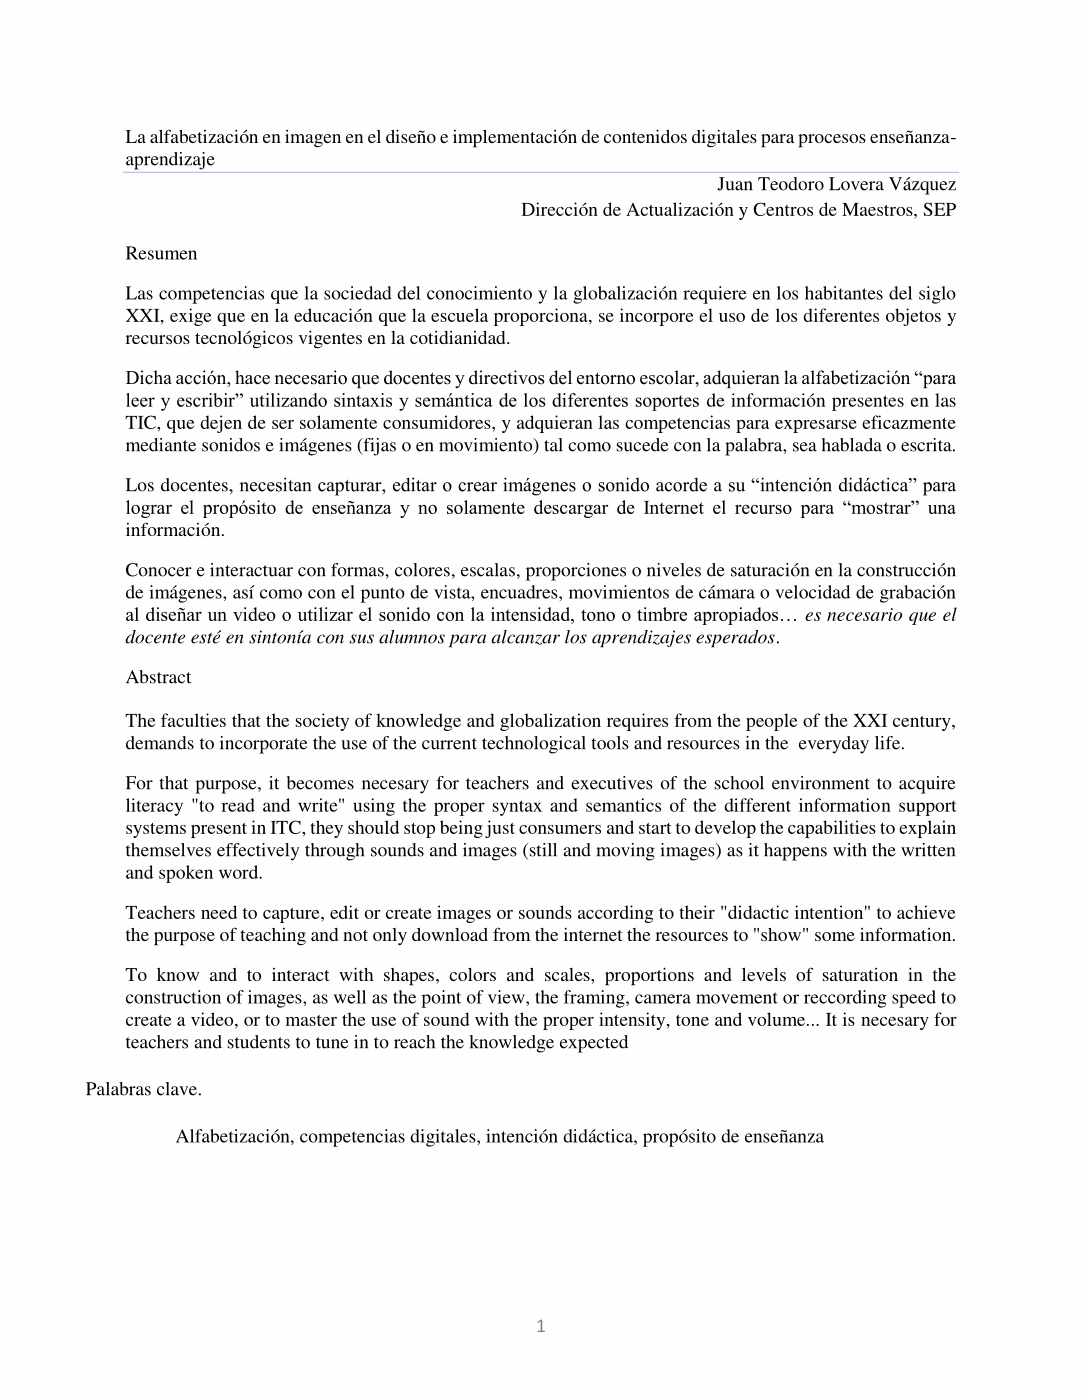 La alfabetización en imagen en el diseño e implementación de contenidos digitales para procesos enseñanza-
aprendizaje
Juan Teodoro Lovera Vázquez
Dirección de Actualización y Centros de Maestros, SEP
Resumen
Las competencias que la sociedad del conocimiento y la globalización requiere en los habitantes del siglo
XXI, exige que en la educación que la escuela proporciona, se incorpore el uso de los diferentes objetos y
recursos tecnológicos vigentes en la cotidianidad.
Dicha acción, hace necesario que docentes y directivos del entorno escolar, adquieran la alfabetización “para
leer y escribir” utilizando sintaxis y semántica de los diferentes soportes de información presentes en las
TIC, que dejen de ser solamente consumidores, y adquieran las competencias para expresarse eficazmente
mediante sonidos e imágenes (fijas o en movimiento) tal como sucede con la palabra, sea hablada o escrita.
Los docentes, necesitan capturar, editar o crear imágenes o sonido acorde a su “intención didáctica” para
lograr el propósito de enseñanza y no solamente descargar de Internet el recurso para “mostrar” una
información.
Conocer e interactuar con formas, colores, escalas, proporciones o niveles de saturación en la construcción
de imágenes, así como con el punto de vista, encuadres, movimientos de cámara o velocidad de grabación
al diseñar un video o utilizar el sonido con la intensidad, tono o timbre apropiados… es necesario que el
docente esté en sintonía con sus alumnos para alcanzar los aprendizajes esperados.
Abstract
The faculties that the society of knowledge and globalization requires from the people of the XXI century,
demands to incorporate the use of the current technological tools and resources in the  everyday life.
For that purpose, it becomes necesary for teachers and executives of the school environment to acquire
literacy "to read and write" using the proper syntax and semantics of the different information support
systems present in ITC, they should stop being just consumers and start to develop the capabilities to explain
themselves effectively through sounds and images (still and moving images) as it happens with the written
and spoken word.
Teachers need to capture, edit or create images or sounds according to their "didactic intention" to achieve
the purpose of teaching and not only download from the internet the resources to "show" some information.
To know and to interact with shapes, colors and scales, proportions and levels of saturation in the
construction of images, as well as the point of view, the framing, camera movement or reccording speed to
create a video, or to master the use of sound with the proper intensity, tone and volume... It is necesary for
teachers and students to tune in to reach the knowledge expected
Palabras clave.
Alfabetización, competencias digitales, intención didáctica, propósito de enseñanza
1